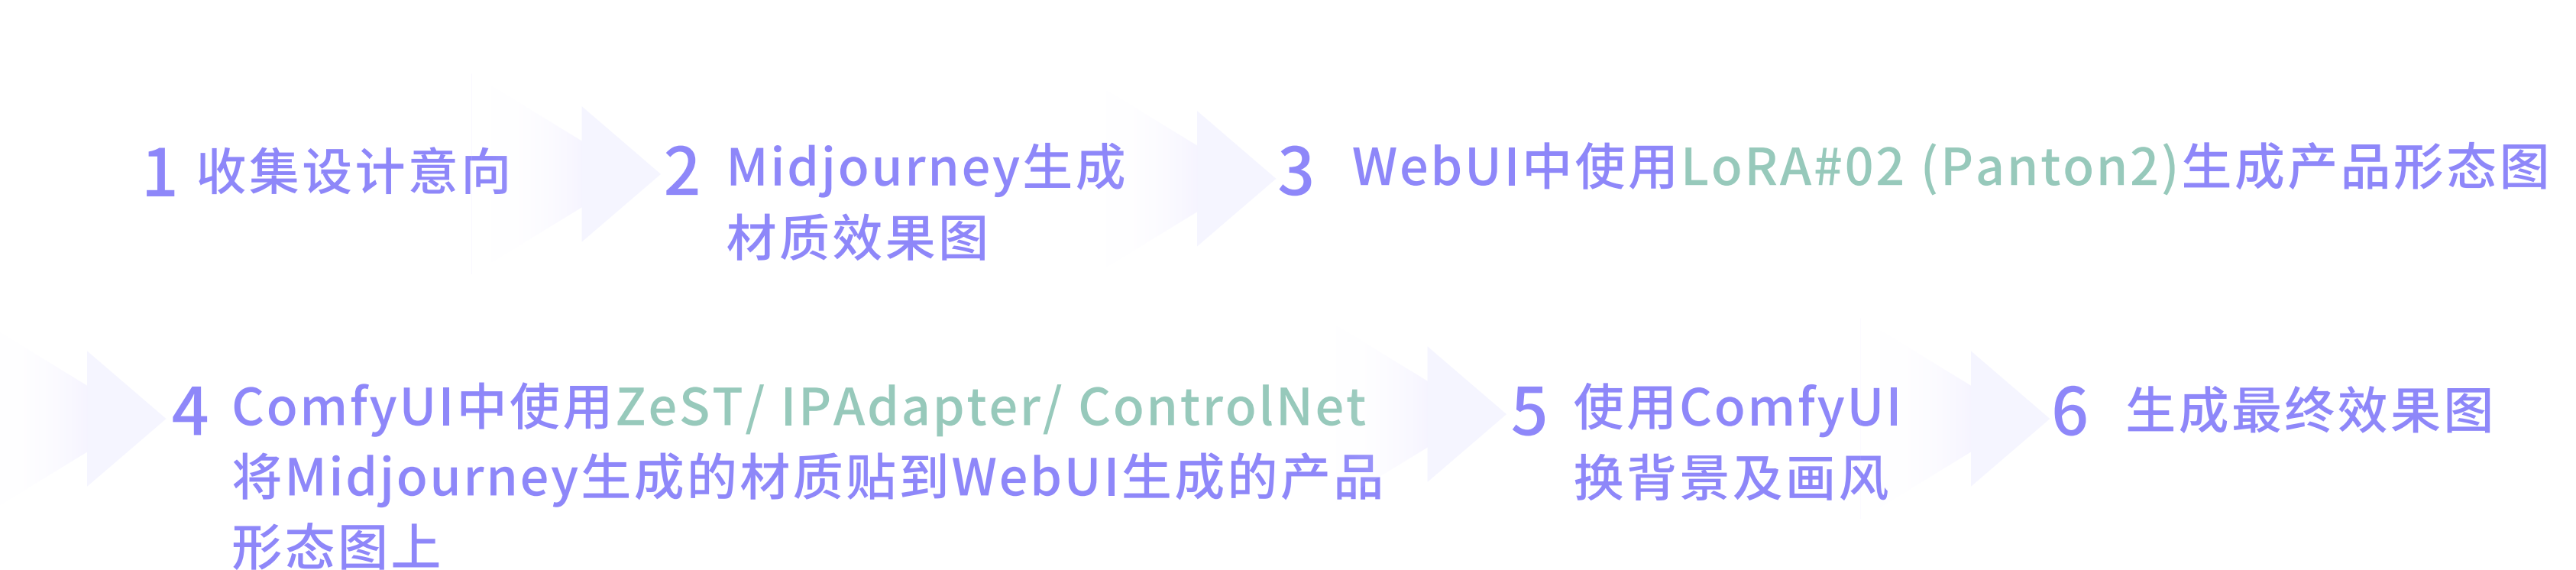 1 收集设计意向
2 Midjourney生成
材质效果图
3 WebUI中使用LoRA#02 (Panton2)生成产品形态图
4 ComfyUI中使用ZeST/ IPAdapter/ ControlNet
将Midjourney生成的材质贴到WebUI生成的产品
形态图上
5 使用ComfyUI
换背景及画风
6 生成最终效果图